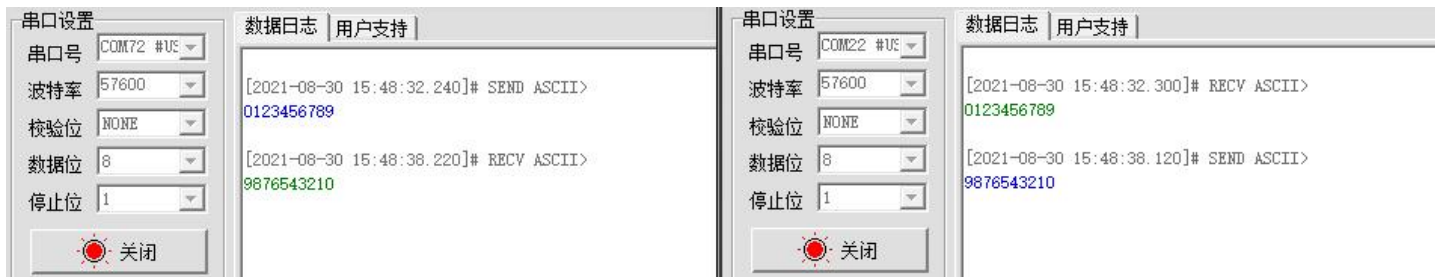 串口设置
串口号 COM72 #US
波特率 57600
校验位 NONE
数据位 8
停止位 1
关闭
数据日志 用户支持
[2021-08-30 15:48:32.240]# SEND ASCII>
0123456789
[2021-08-30 15:48:38.220]# RECV ASCII>
9876543210
串口设置
串口号 COM22 #US
波特率 57600
校验位 NONE
数据位 8
停止位 1
关闭
数据日志 用户支持
[2021-08-30 15:48:32.300]# RECV ASCII>
0123456789
[2021-08-30 15:48:38.120]# SEND ASCII>
9876543210